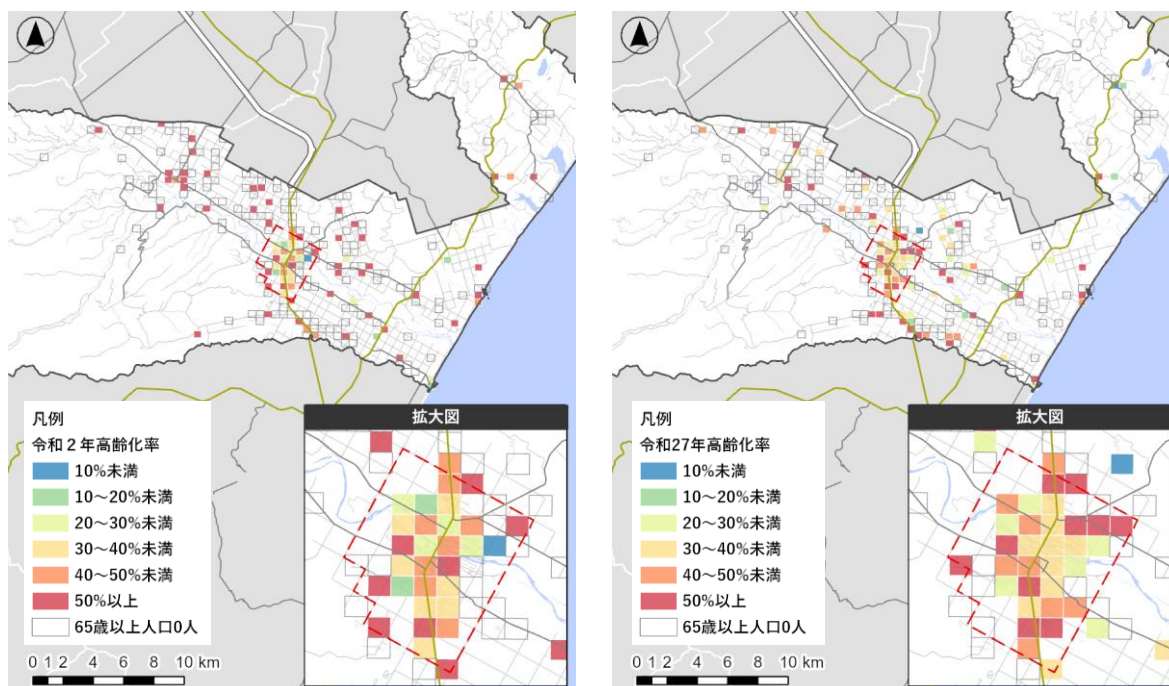 拡大図
凡例
令和2年高齢化率
10%未満
10~20%未満
20~30%未満
30~40%未満
40~50%未満
50%以上
65歳以上人口0人
0 1 2 4 6 8 10 km
拡大図
凡例
令和27年高齢化率
10%未満
10~20%未満
20~30%未満
30~40%未満
40~50%未満
50%以上
65歳以上人口0人
0 1 2 4 6 8 10 km